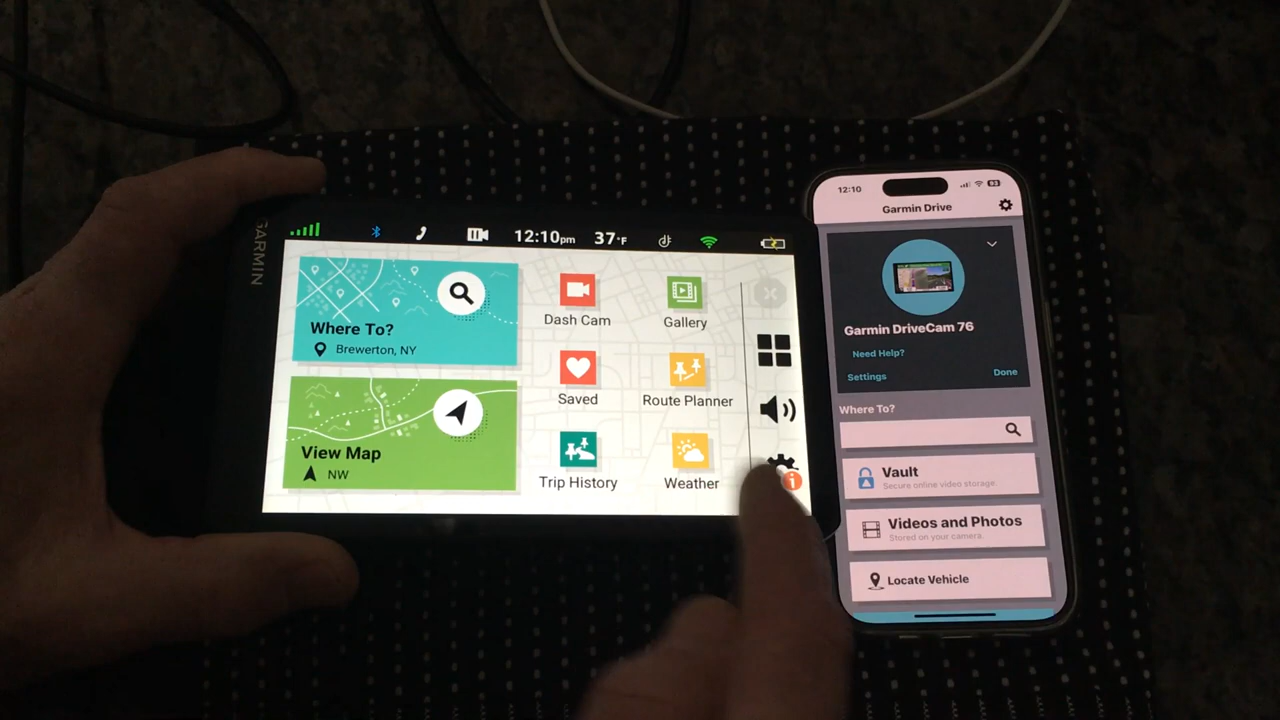 GARMIN
12:10pm 37°F
Where To?
Brewerton, NY
View Map
NW
Dash Cam
Gallery
Saved
Route Planner
Trip History
Weather
i
12:10
93
Garmin Drive
Garmin DriveCam 76
Need Help?
Settings
Done
Where To?
Vault
Secure online video storage.
Videos and Photos
Stored on your camera.
Locate Vehicle